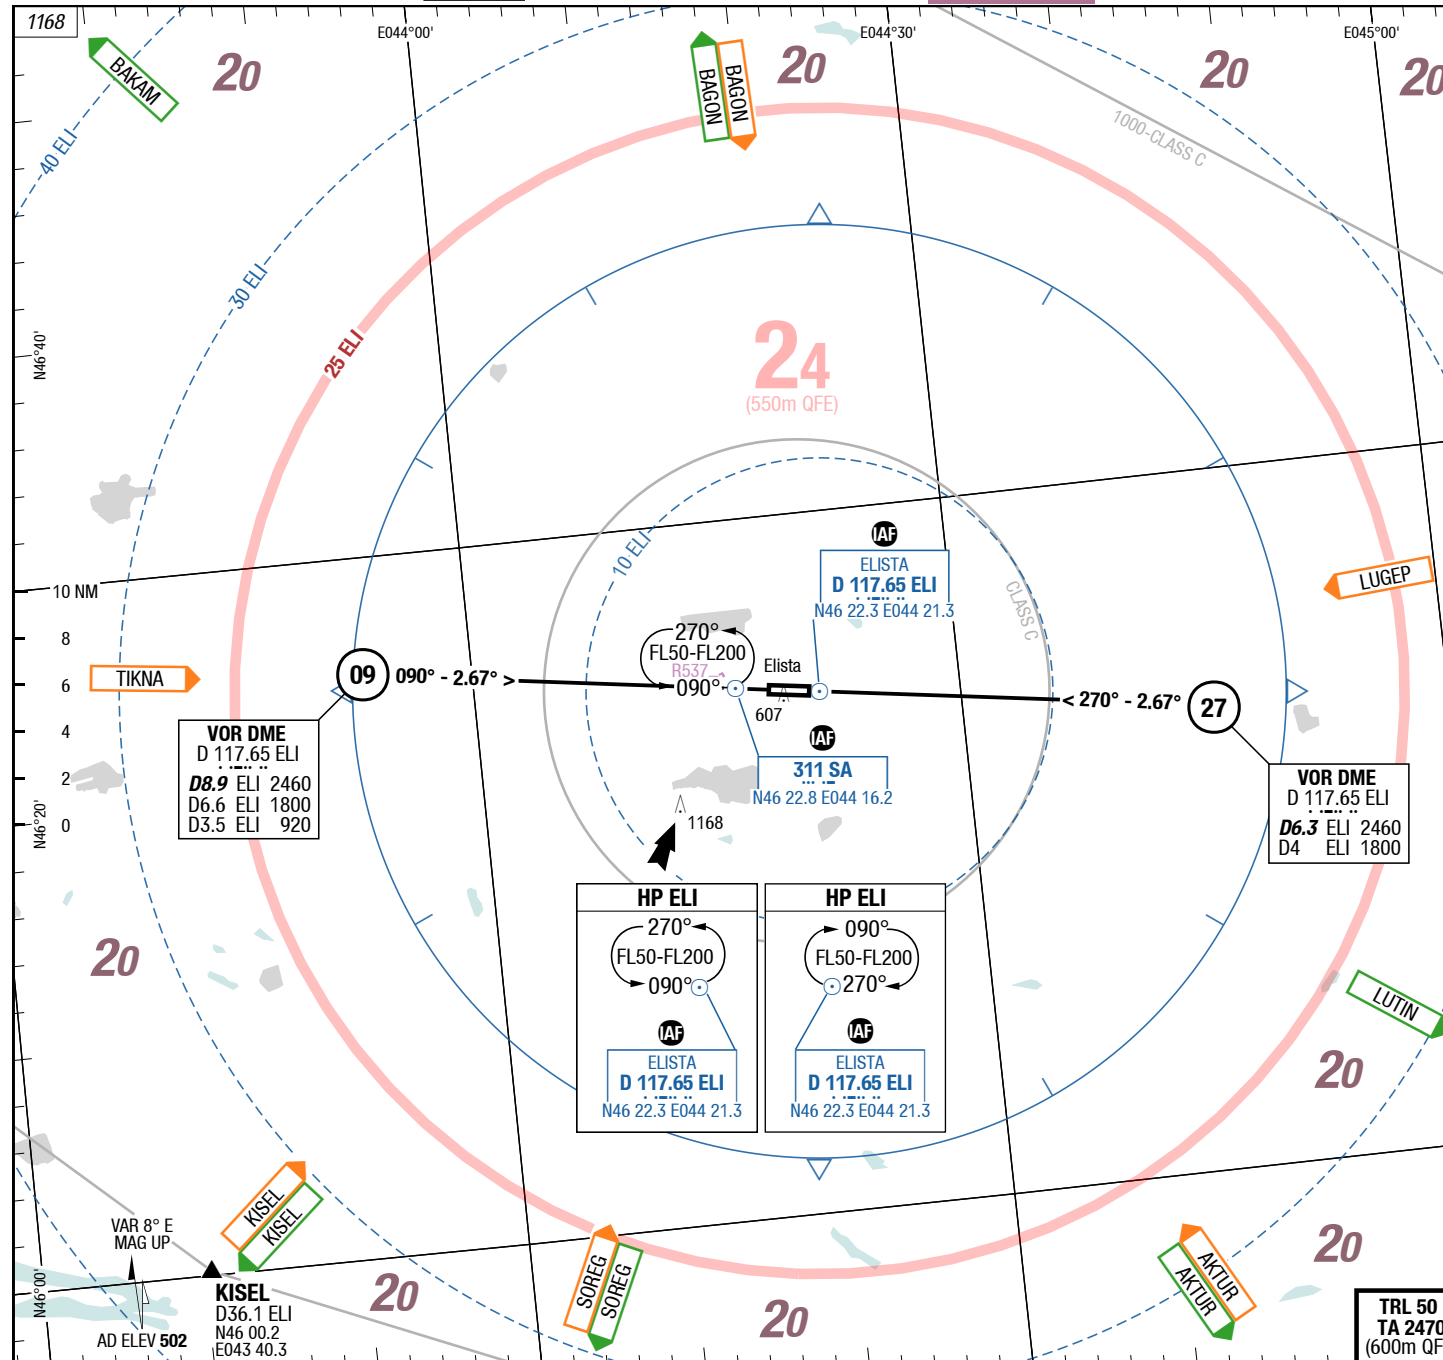 1168
E044°00'
E044°30'
E045°00'
BAKAM
20
BAGON
BAGON
20
20
20
1000-CLASS C
40 ELI
30 ELI
25 ELI
N46°40'
24
(550m QFE)
10 ELI
CLASS C
IAF
ELISTA
D 117.65 ELI
N46 22.3 E044 21.3
LUGEP
10 NM
8
6
4
2
0
N46°20'
TIKNA
09
090° - 2.67° >
270°
FL50-FL200
R537
090°
Elista
607
< 270° - 2.67°
27
VOR DME
D 117.65 ELI
D8.9 ELI 2460
D6.6 ELI 1800
D3.5 ELI 920
IAF
311 SA
N46 22.8 E044 16.2
1168
VOR DME
D 117.65 ELI
D6.3 ELI 2460
D4 ELI 1800
HP ELI
270°
FL50-FL200
090°
IAF
ELISTA
D 117.65 ELI
N46 22.3 E044 21.3
HP ELI
090°
FL50-FL200
270°
IAF
ELISTA
D 117.65 ELI
N46 22.3 E044 21.3
20
LUTIN
20
KISEL
KISEL
VAR 8° E
MAG UP
N46°00'
AD ELEV 502
KISEL
D36.1 ELI
N46 00.2
E043 40.3
20
SOREG
SOREG
20
AKTUR
AKTUR
20
TRL 50
TA 2470
(600m QF